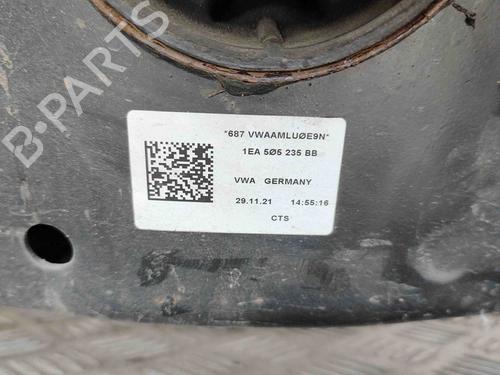 B-PARTS
*687 VWAAMLUØE9N*
1EA 5Ø5 235 BB
VWA GERMANY
29.11.21 14:55:16
CTS